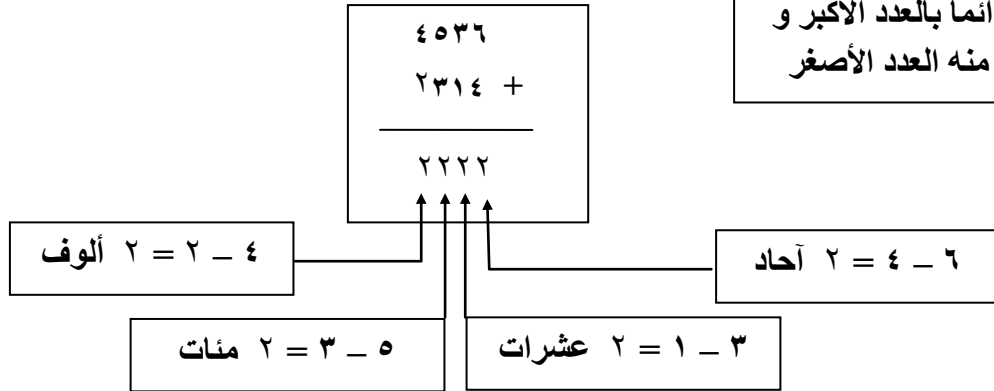 ائما بالعدد الأكبر و
منه العدد الأصغر
٤٥٣٦
٢٣١٤ +
٢٢٢٢
٤ – ٢ = ٢ ألوف
٦ – ٤ = ٢ آحاد
٥ – ٣ = ٢ مئات
٣ – ١ = ٢ عشرات